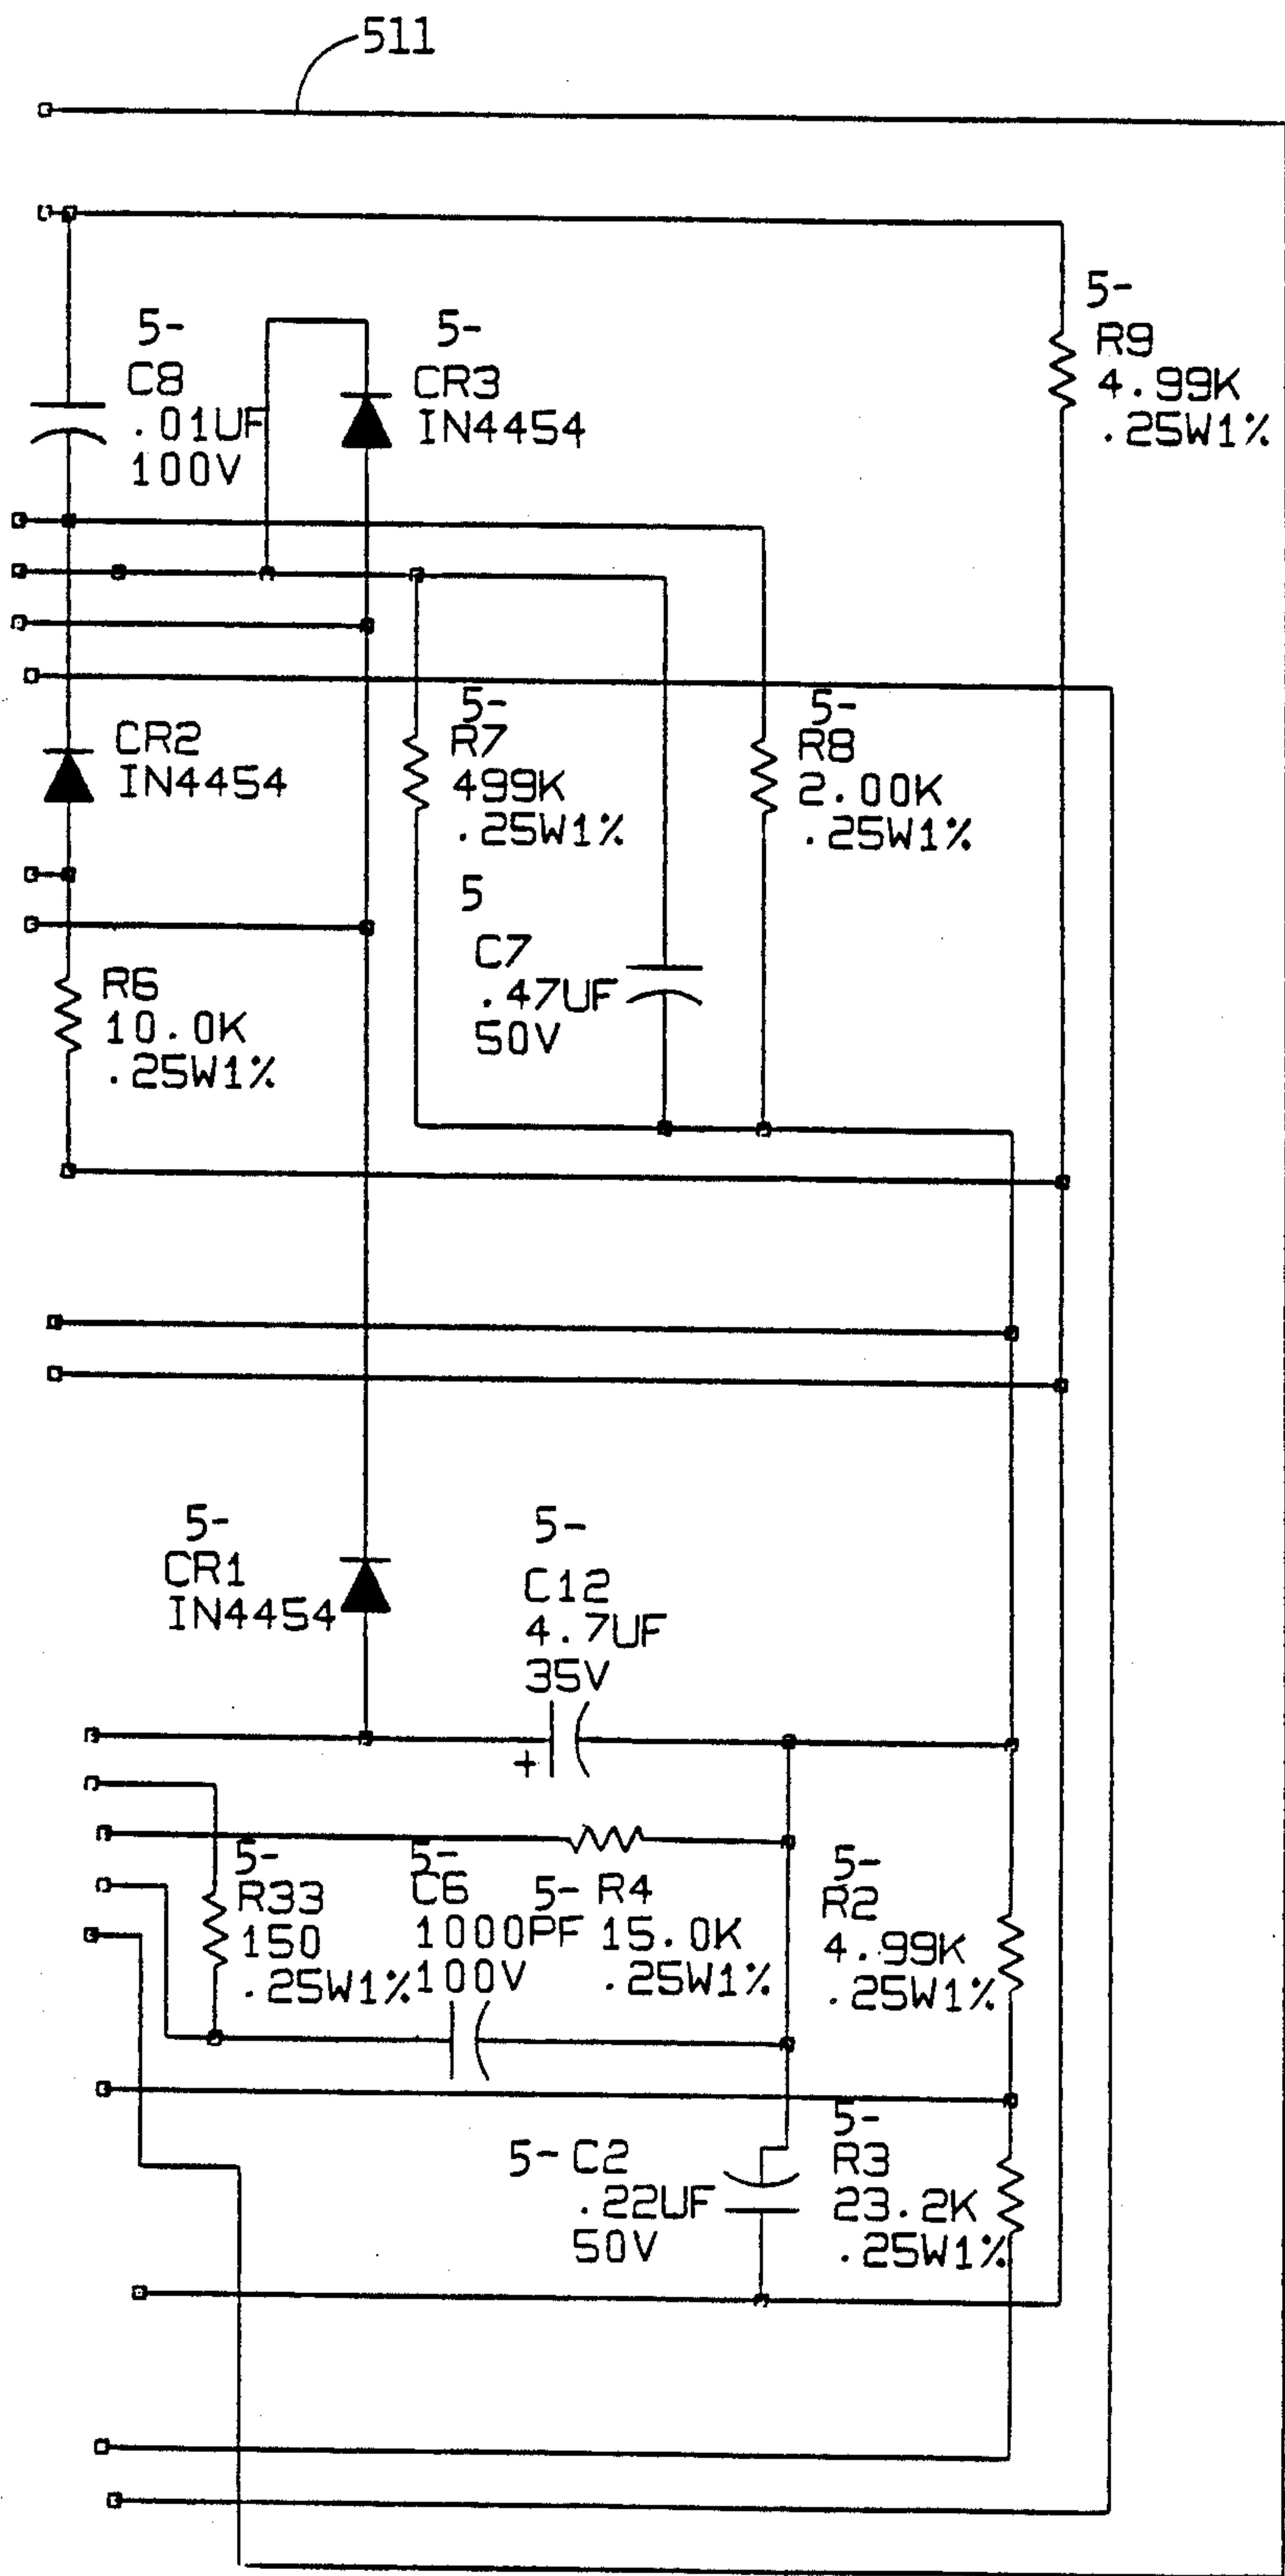 511
5-
R9
4.99K
.25W1%
5-
C8
.01UF
100V
5-
CR3
IN4454
CR2
IN4454
5-
R7
499K
.25W1%
5-
R8
2.00K
.25W1%
5
C7
.47UF
50V
R6
10.0K
.25W1%
5-
CR1
IN4454
5-
C12
4.7UF
35V
+
5-
R33
150
.25W1%
5-
C6
1000PF
100V
5- R4
15.0K
.25W1%
5-
R2
4.99K
.25W1%
5- C2
.22UF
50V
5-
R3
23.2K
.25W1%